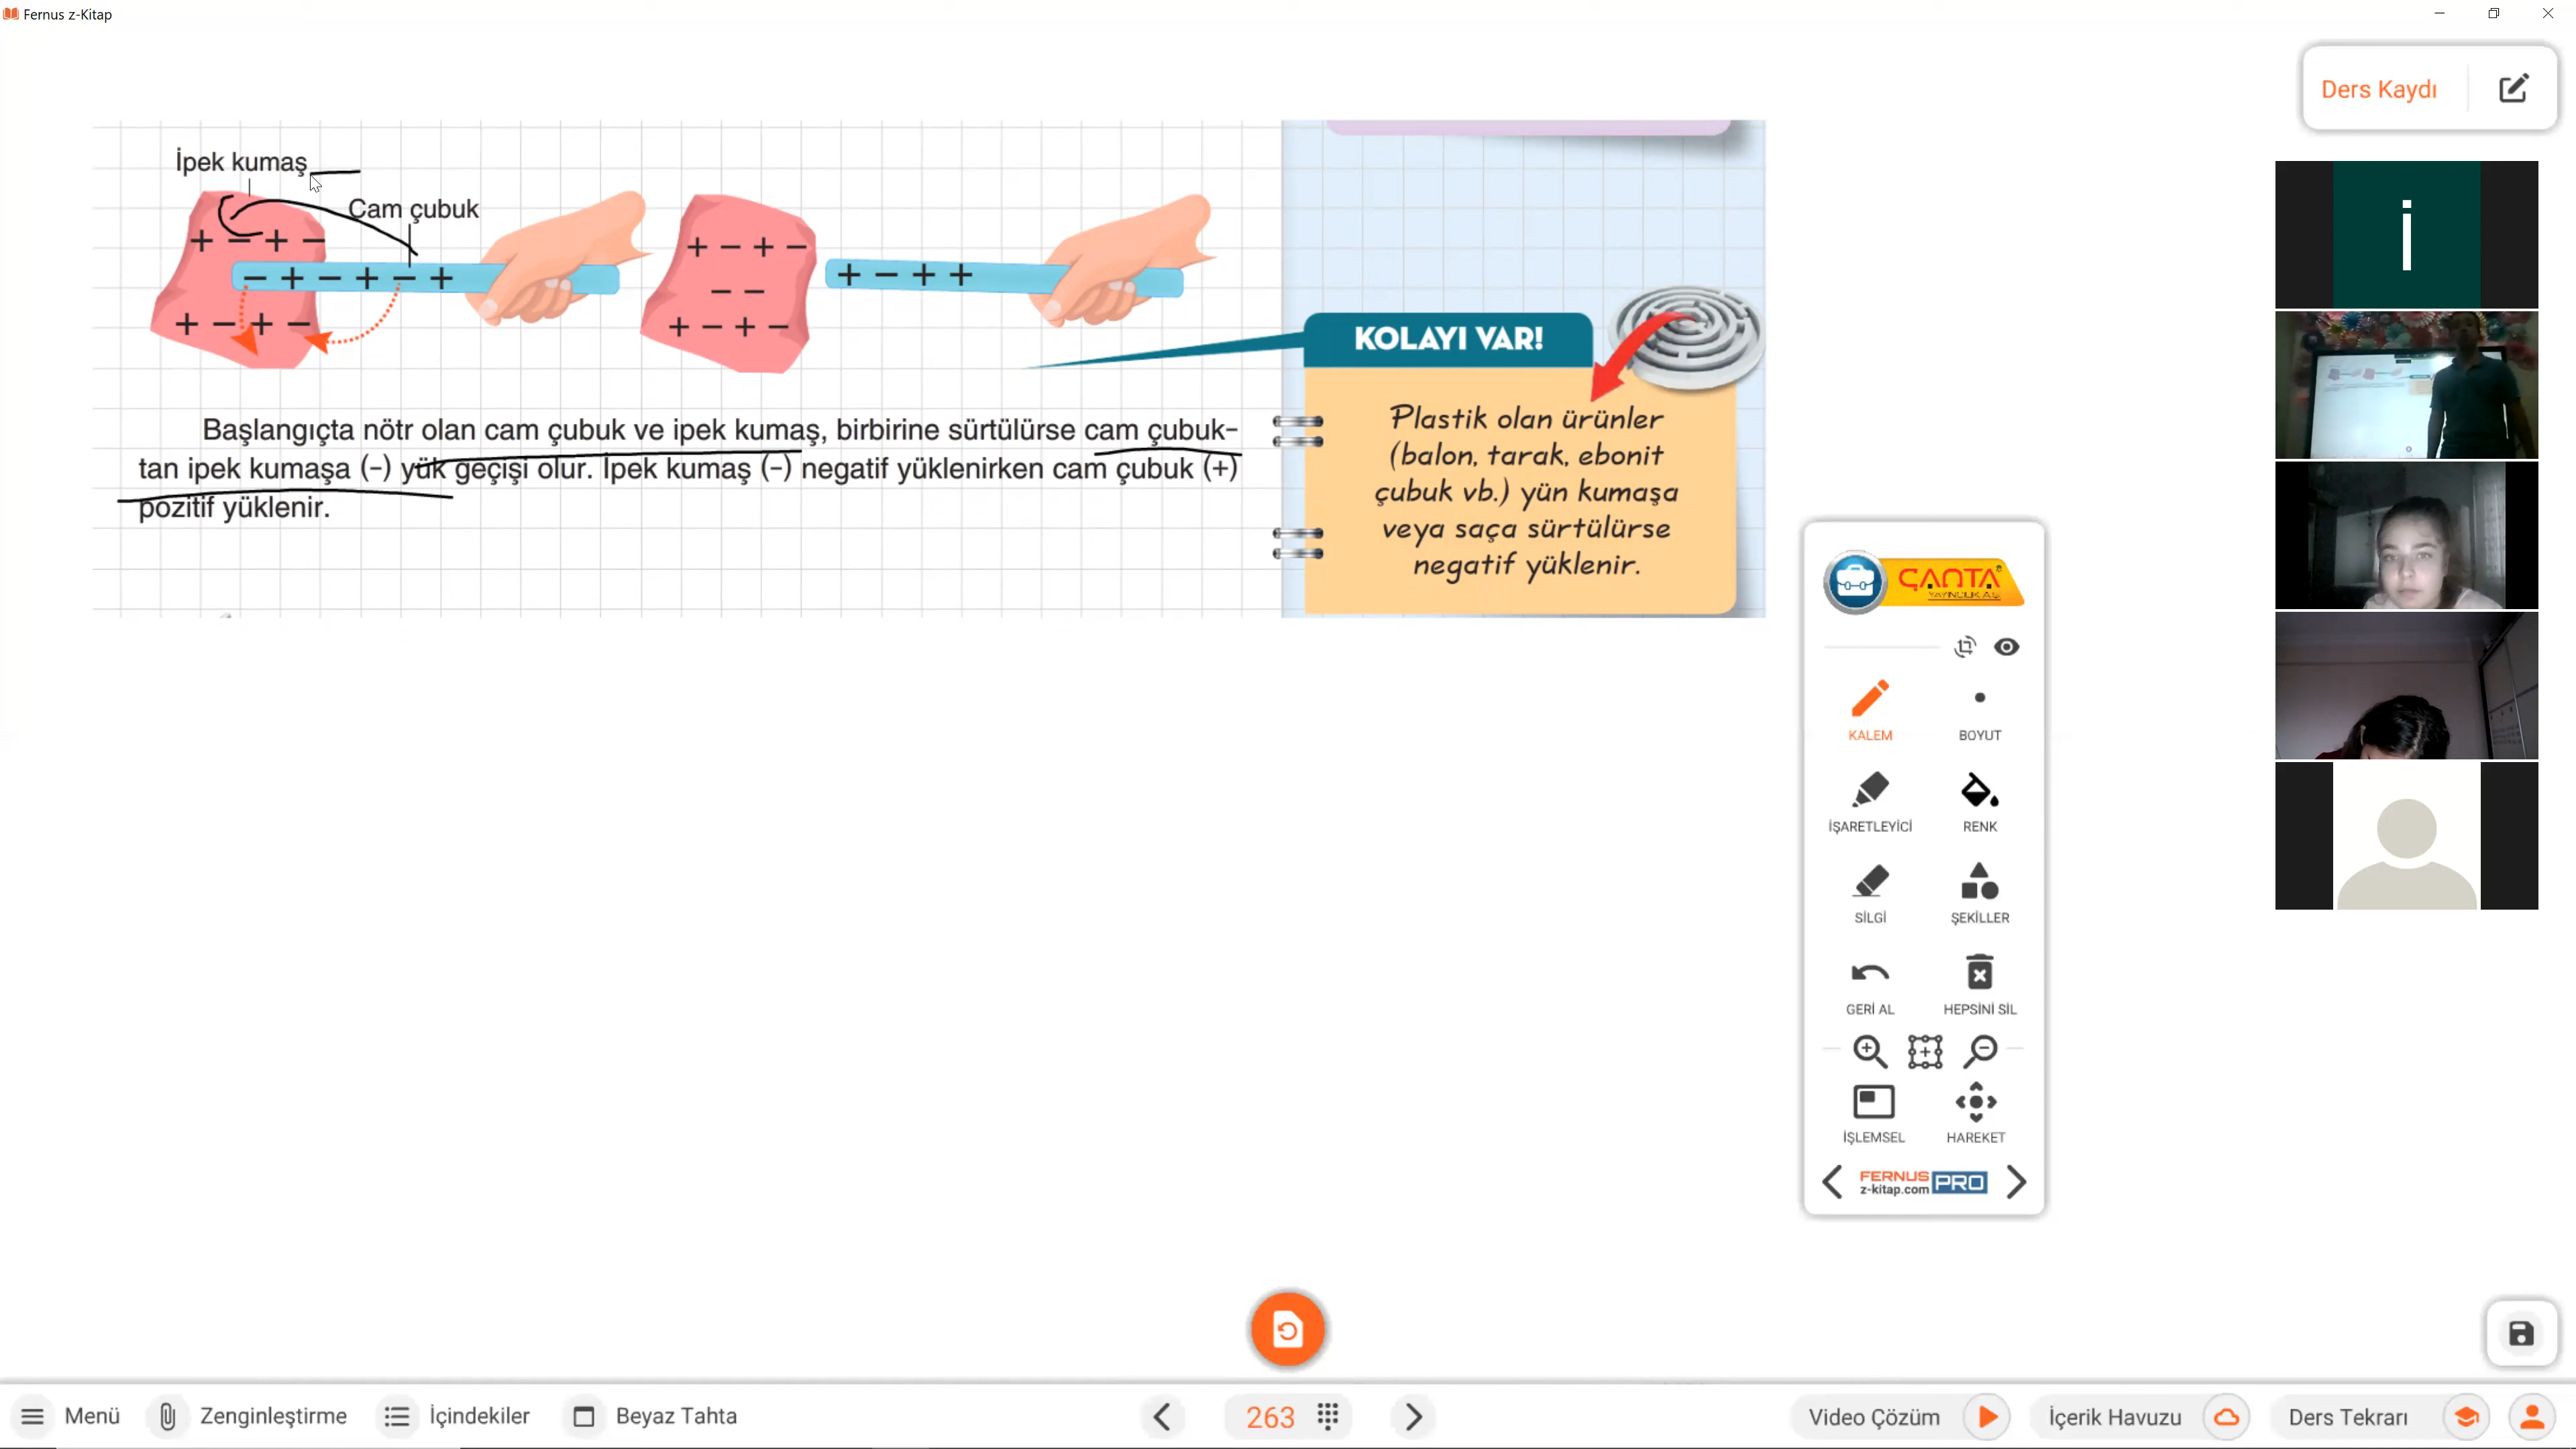 Fernus z-Kitap
Ders Kaydı
İpek kumaş
Cam çubuk
+ − + −
− + − + − +
+ − + −
+ − + −
− −
+ − + −
+ − + +
Başlangıçta nötr olan cam çubuk ve ipek kumaş, birbirine sürtülürse cam çubuk-
tan ipek kumaşa (−) yük geçişi olur. İpek kumaş (−) negatif yüklenirken cam çubuk (+)
pozitif yüklenir.
KOLAYI VAR!
Plastik olan ürünler
(balon, tarak, ebonit
çubuk vb.) yün kumaşa
veya saça sürtülürse
negatif yüklenir.
i
ÇANTA
YAYINCILIK A.Ş.
KALEM
BOYUT
İŞARETLEYİCİ
RENK
SİLGİ
ŞEKİLLER
GERİ AL
HEPSİNİ SİL
İŞLEMSEL
HAREKET
FERNUS PRO
z-kitap.com
Menü
Zenginleştirme
İçindekiler
Beyaz Tahta
263
Video Çözüm
İçerik Havuzu
Ders Tekrarı